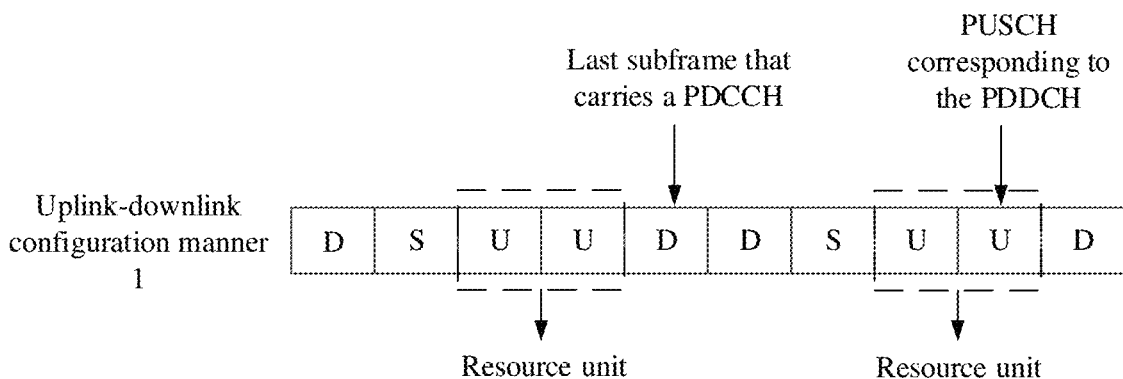 PUSCH
corresponding to
the PDDCH
Last subframe that
carries a PDCCH
Uplink-downlink
configuration manner
1
D S U U D D S U U D
Resource unit
Resource unit